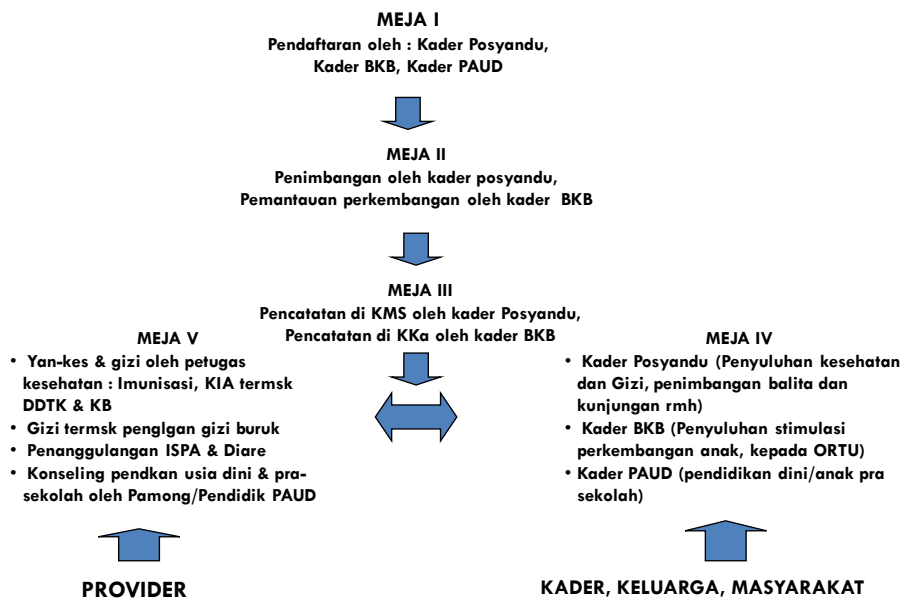 MEJA I
Pendaftaran oleh : Kader Posyandu,
Kader BKB, Kader PAUD
MEJA II
Penimbangan oleh kader posyandu,
Pemantauan perkembangan oleh kader BKB
MEJA III
Pencatatan di KMS oleh kader Posyandu,
Pencatatan di KKa oleh kader BKB
MEJA V
• Yan-kes & gizi oleh petugas
kesehatan : Imunisasi, KIA termsk
DDTK & KB
• Gizi termsk penglgan gizi buruk
• Penanggulangan ISPA & Diare
• Konseling pendkan usia dini & pra-
sekolah oleh Pamong/Pendidik PAUD
PROVIDER
MEJA IV
• Kader Posyandu (Penyuluhan kesehatan
dan Gizi, penimbangan balita dan
kunjungan rmh)
• Kader BKB (Penyuluhan stimulasi
perkembangan anak, kepada ORTU)
• Kader PAUD (pendidikan dini/anak pra
sekolah)
KADER, KELUARGA, MASYARAKAT